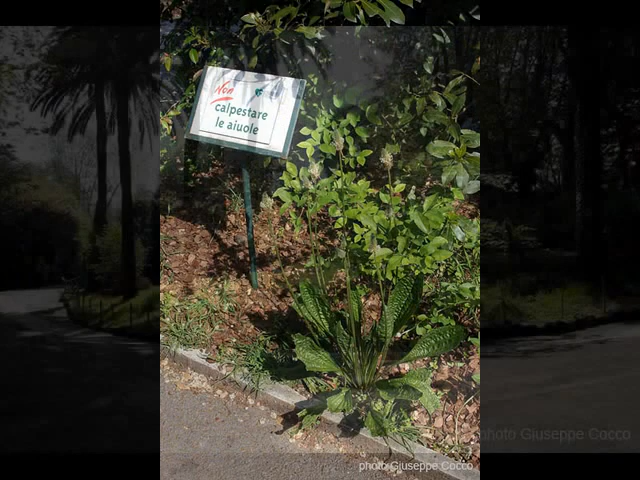 Non
calpestare
le aiuole
photo Giuseppe Cocco
photo Giuseppe Cocco